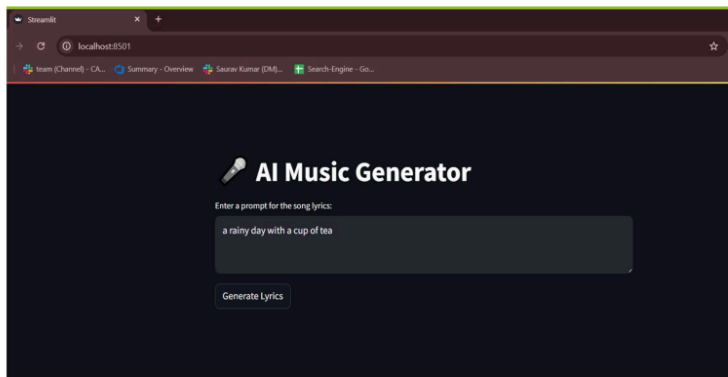 Streamlit
localhost:8501
team (Channel) - CA... Summary - Overview Saurav Kumar (DM)... Search-Engine - Go...
AI Music Generator
Enter a prompt for the song lyrics:
a rainy day with a cup of tea
Generate Lyrics